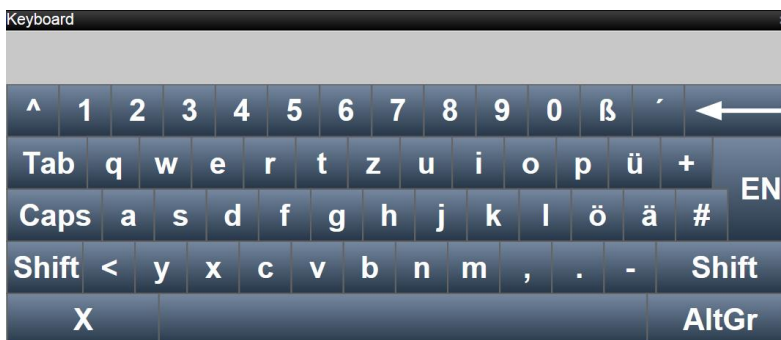 Keyboard
^ 1 2 3 4 5 6 7 8 9 0 ß ´
Tab q w e r t z u i o p ü +
EN
Caps a s d f g h j k l ö ä #
Shift < y x c v b n m , . - Shift
X AltGr